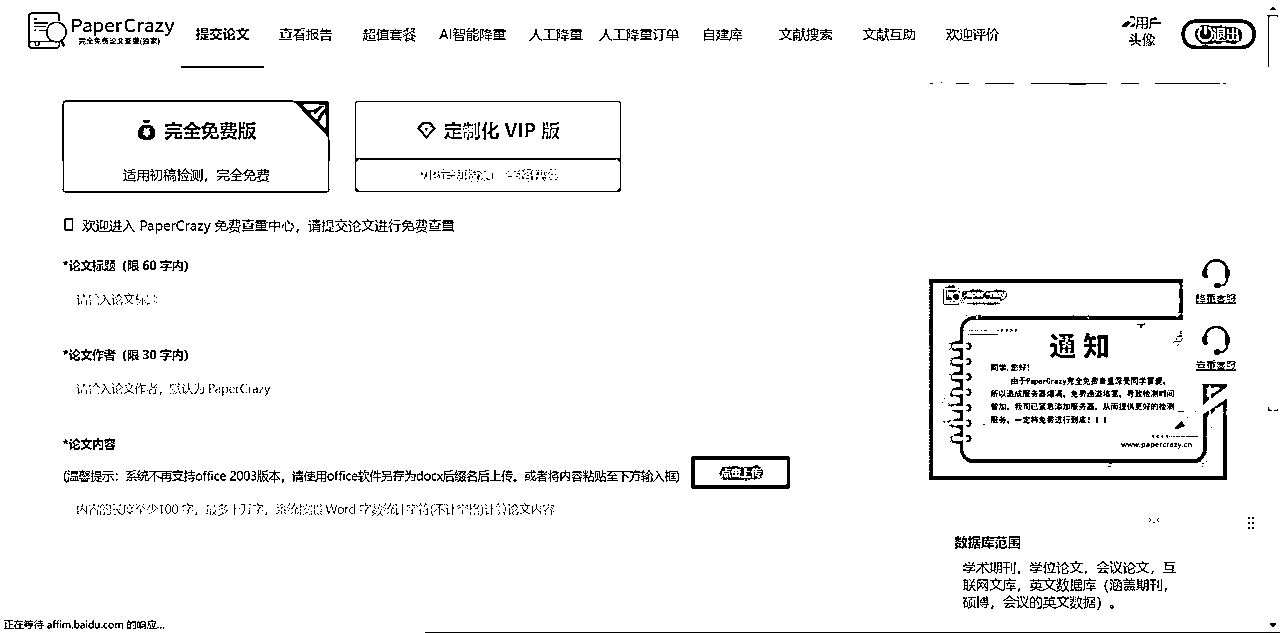 PaperCrazy
完全免费论文查重(独家)
提交论文 查看报告 超值套餐 AI智能降重 人工降重 人工降重订单 自建库 文献搜索 文献互助 欢迎评价
用户
头像
退出
完全免费版
适用初稿检测，完全免费
定制化 VIP 版
欢迎进入 PaperCrazy 免费查重中心，请提交论文进行免费查重
*论文标题（限 60 字内）
请输入论文标题
*论文作者（限 30 字内）
请输入论文作者，默认为 PaperCrazy
*论文内容
(温馨提示：系统不再支持office 2003版本，请使用office软件另存为docx后缀名后上传。或者将内容粘贴至下方输入框)
点击上传
内容的长度至少100 字，最多十万字，系统按照 Word 字数统计字符(不计空格)计算论文内容
降重客服
查重客服
通知
同学,您好!
由于PaperCrazy完全免费查重深受同学喜爱,
所以造成服务器爆满,免费通道堵塞,导致检测时间
增加,我司已紧急添加服务器,从而提供更好的检测
服务,一定将免费进行到底!!!
www.papercrazy.cn
数据库范围
学术期刊，学位论文，会议论文，互
联网文库，英文数据库（涵盖期刊，
硕博，会议的英文数据）。
正在等待 affim.baidu.com 的响应...